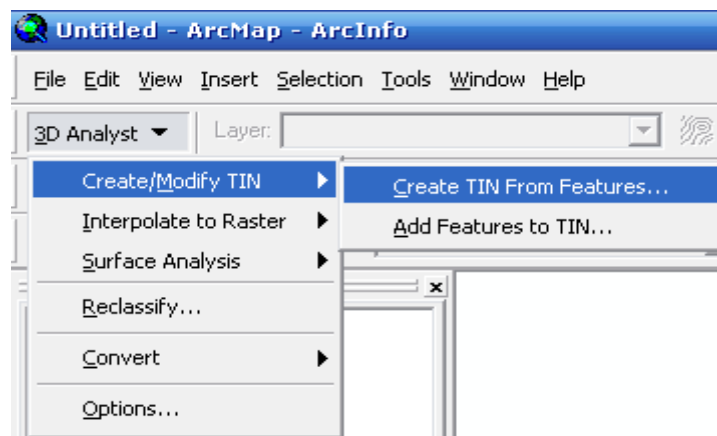 Untitled - ArcMap - ArcInfo
File Edit View Insert Selection Tools Window Help
3D Analyst Layer:
Create/Modify TIN
Create TIN From Features...
Interpolate to Raster
Add Features to TIN...
Surface Analysis
Reclassify...
Convert
Options...